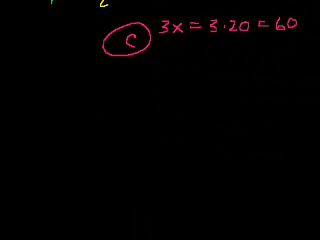 C 3x = 3 · 20 = 60